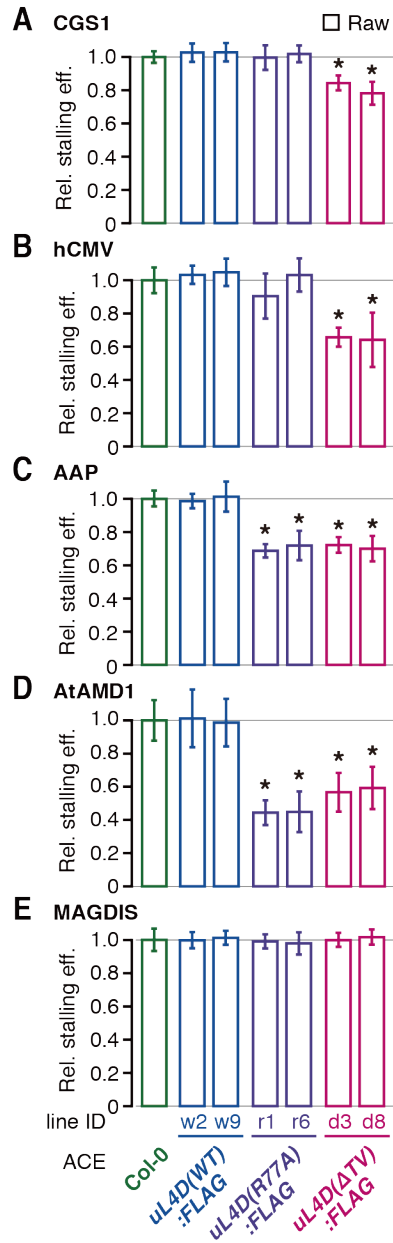 A CGS1 Raw
Rel. stalling eff.
1.0
0.8
0.6
0.4
0.2
0
* *
B hCMV
Rel. stalling eff.
1.0
0.8
0.6
0.4
0.2
0
* *
C AAP
Rel. stalling eff.
1.0
0.8
0.6
0.4
0.2
0
* * * *
D AtAMD1
Rel. stalling eff.
1.0
0.8
0.6
0.4
0.2
0
* * * *
E MAGDIS
Rel. stalling eff.
1.0
0.8
0.6
0.4
0.2
0
line ID w2 w9 r1 r6 d3 d8
ACE
Col-0
uL4D(WT)
:FLAG
uL4D(R77A)
:FLAG
uL4D(ΔTV)
:FLAG